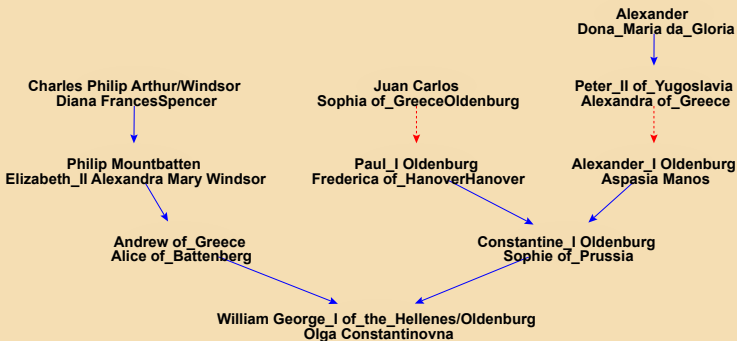 Alexander
Dona_Maria da_Gloria
Charles Philip Arthur/Windsor
Diana FrancesSpencer
Juan Carlos
Sophia of_GreeceOldenburg
Peter_II of_Yugoslavia
Alexandra of_Greece
Philip Mountbatten
Elizabeth_II Alexandra Mary Windsor
Paul_I Oldenburg
Frederica of_HanoverHanover
Alexander_I Oldenburg
Aspasia Manos
Andrew of_Greece
Alice of_Battenberg
Constantine_I Oldenburg
Sophie of_Prussia
William George_I of_the_Hellenes/Oldenburg
Olga Constantinovna